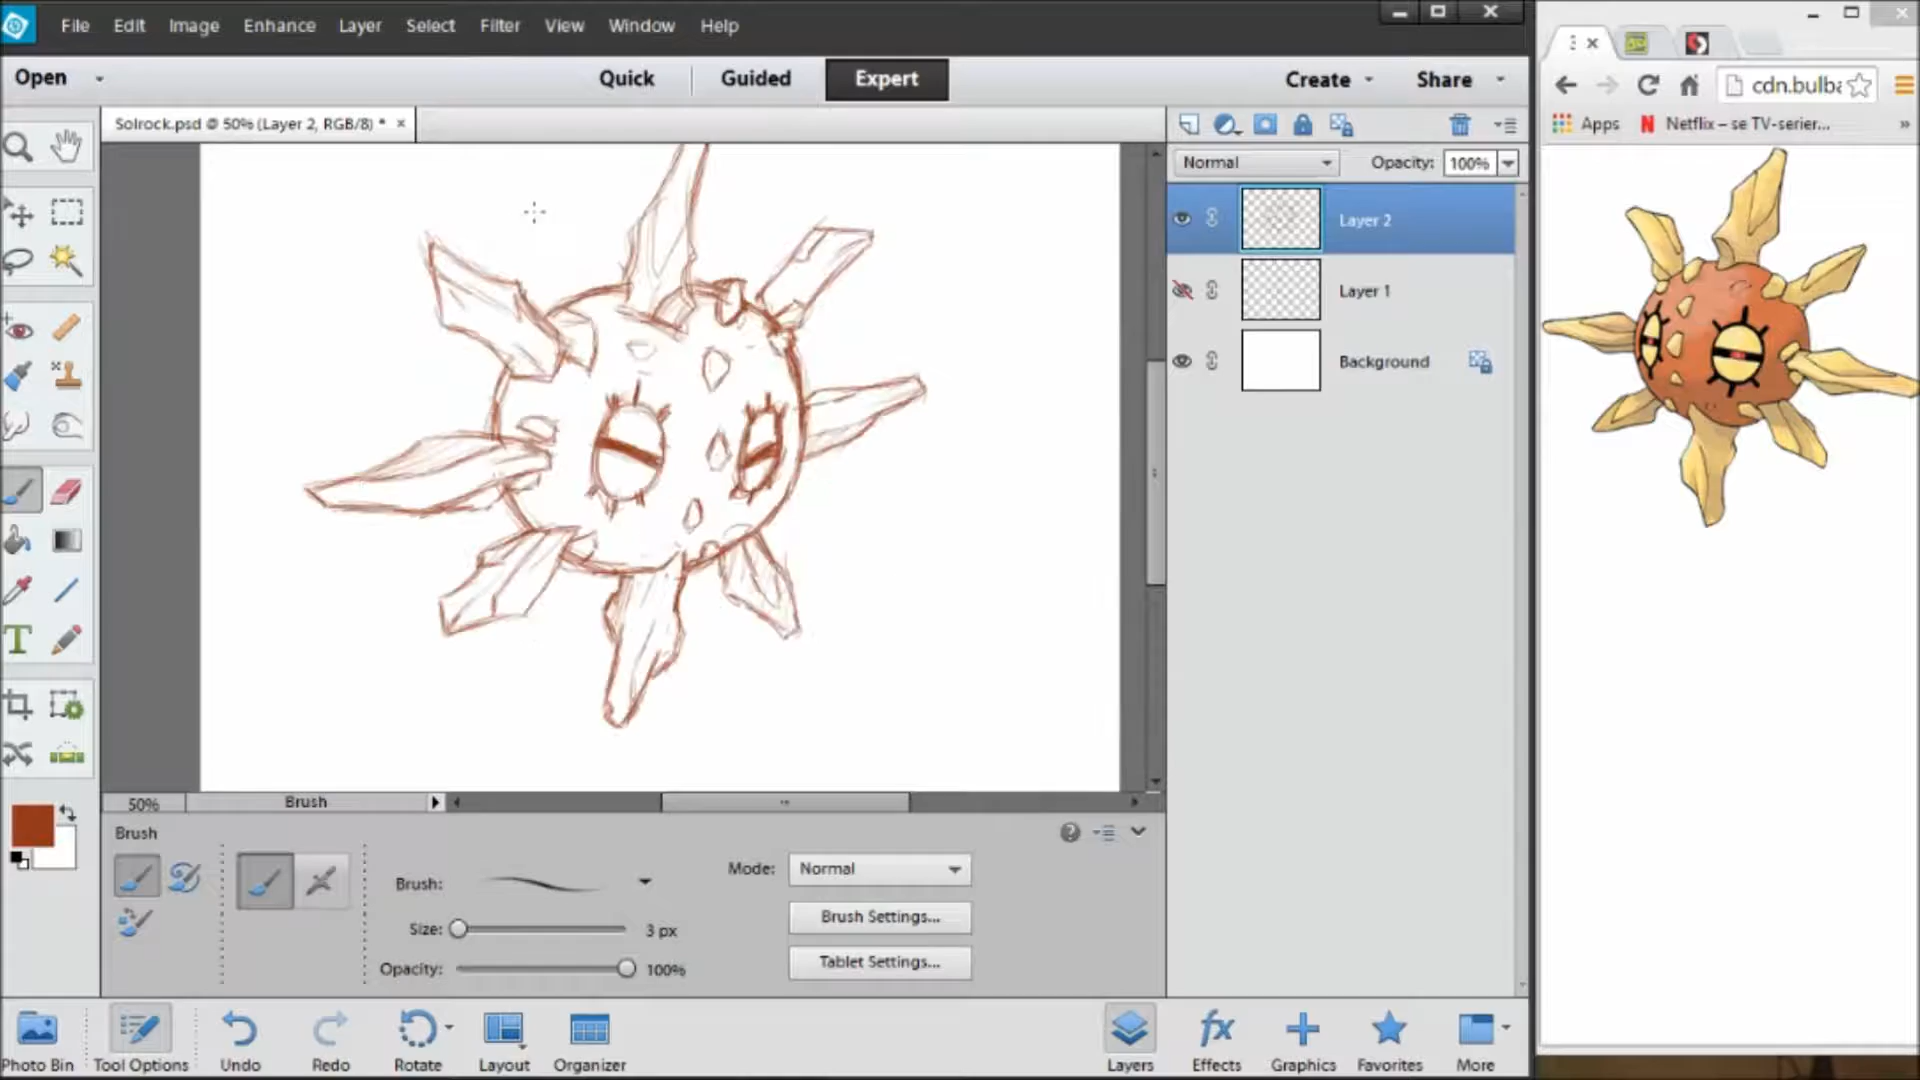 File Edit Image Enhance Layer Select Filter View Window Help
Open Quick Guided Expert Create Share
Solrock.psd @ 50% (Layer 2, RGB/8) * ×
cdn.bulba
Apps Netflix – se TV-serier... »
Normal Opacity: 100%
Layer 2
Layer 1
Background
T
50% Brush
Brush
Brush:
Size: 3 px
Opacity: 100%
Mode: Normal
Brush Settings...
Tablet Settings...
fx
Photo Bin Tool Options Undo Redo Rotate Layout Organizer Layers Effects Graphics Favorites More